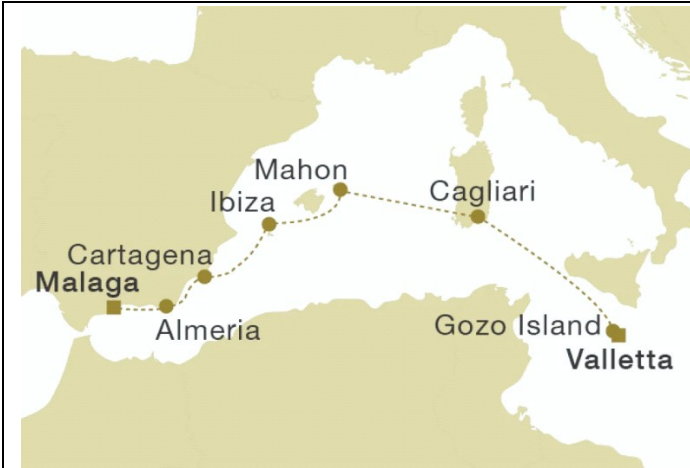 Mahon
Ibiza
Cagliari
Cartagena
Malaga
Almeria
Gozo Island
Valletta